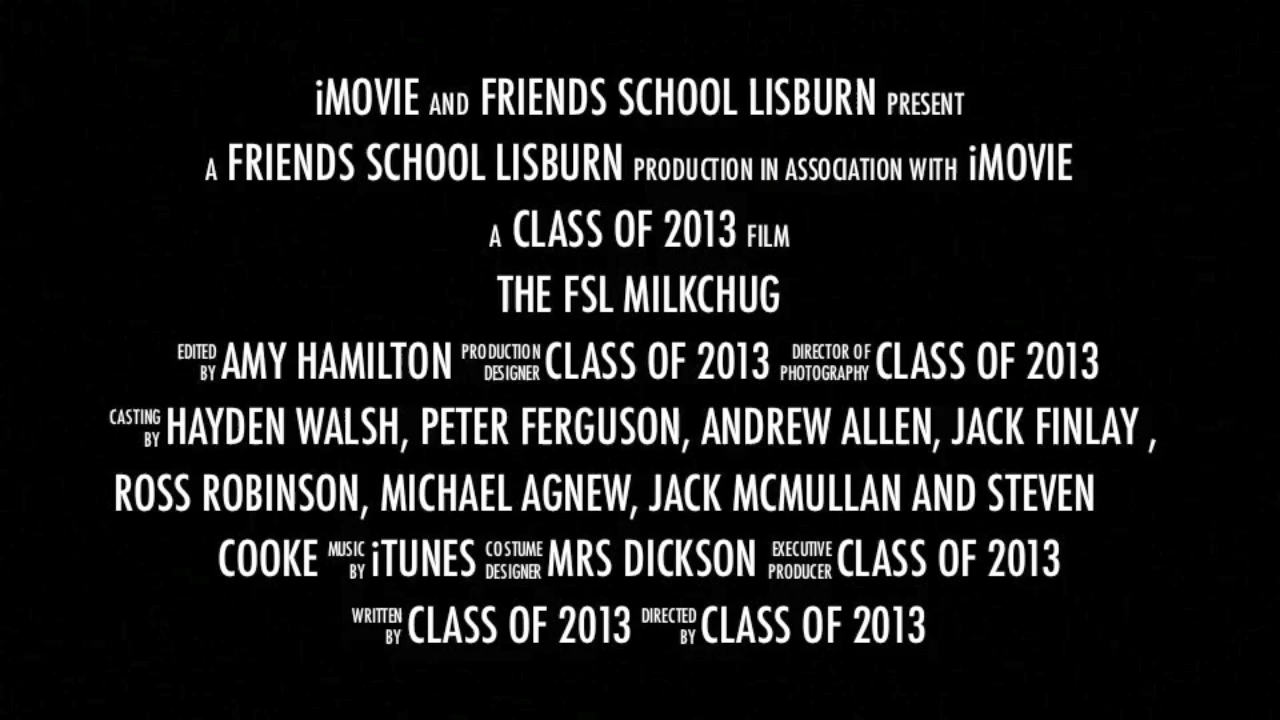 iMOVIE AND FRIENDS SCHOOL LISBURN PRESENT
A FRIENDS SCHOOL LISBURN PRODUCTION IN ASSOCIATION WITH iMOVIE
A CLASS OF 2013 FILM
THE FSL MILKCHUG
EDITED BY AMY HAMILTON PRODUCTION DESIGNER CLASS OF 2013 DIRECTOR OF PHOTOGRAPHY CLASS OF 2013
CASTING BY HAYDEN WALSH, PETER FERGUSON, ANDREW ALLEN, JACK FINLAY ,
ROSS ROBINSON, MICHAEL AGNEW, JACK MCMULLAN AND STEVEN
COOKE MUSIC BY iTUNES COSTUME DESIGNER MRS DICKSON EXECUTIVE PRODUCER CLASS OF 2013
WRITTEN BY CLASS OF 2013 DIRECTED BY CLASS OF 2013